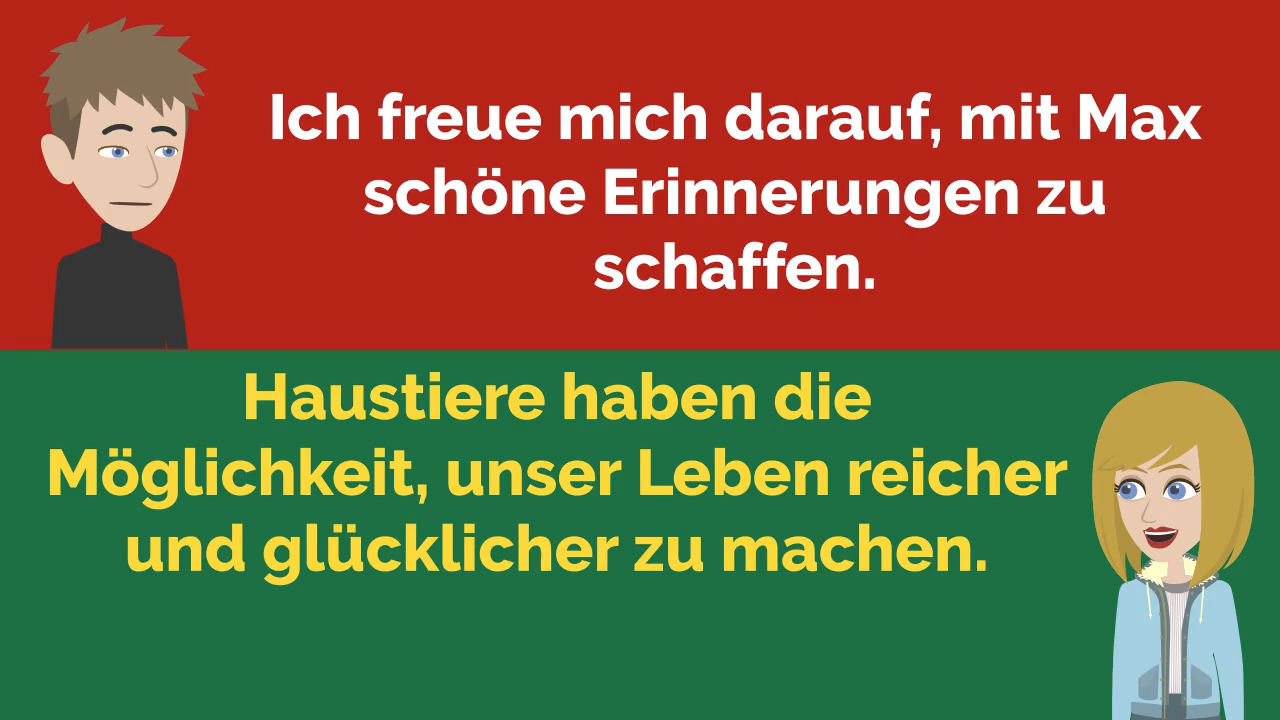 Ich freue mich darauf, mit Max
schöne Erinnerungen zu
schaffen.
Haustiere haben die
Möglichkeit, unser Leben reicher
und glücklicher zu machen.